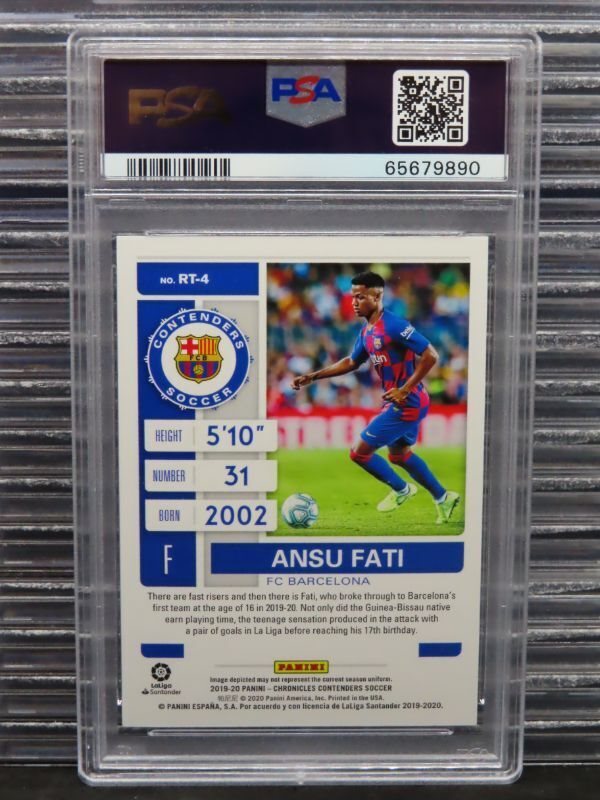 PSA
PSA
65679890
NO. RT-4
CONTENDERS
FCB
SOCCER
HEIGHT 5'10"
NUMBER 31
BORN 2002
F ANSU FATI
FC BARCELONA
There are fast risers and then there is Fati, who broke through to Barcelona's
first team at the age of 16 in 2019-20. Not only did the Guinea-Bissau native
earn playing time, the teenage sensation produced in the attack with
a pair of goals in La Liga before reaching his 17th birthday.
LaLiga
Santander
PANINI
Image depicted may not represent the current season uniform.
2019-20 PANINI – CHRONICLES CONTENDERS SOCCER
帕尼尼 © 2020 Panini America, Inc. Printed in the USA.
© PANINI ESPAÑA, S.A. Por acuerdo y con licencia de LaLiga Santander 2019-2020.